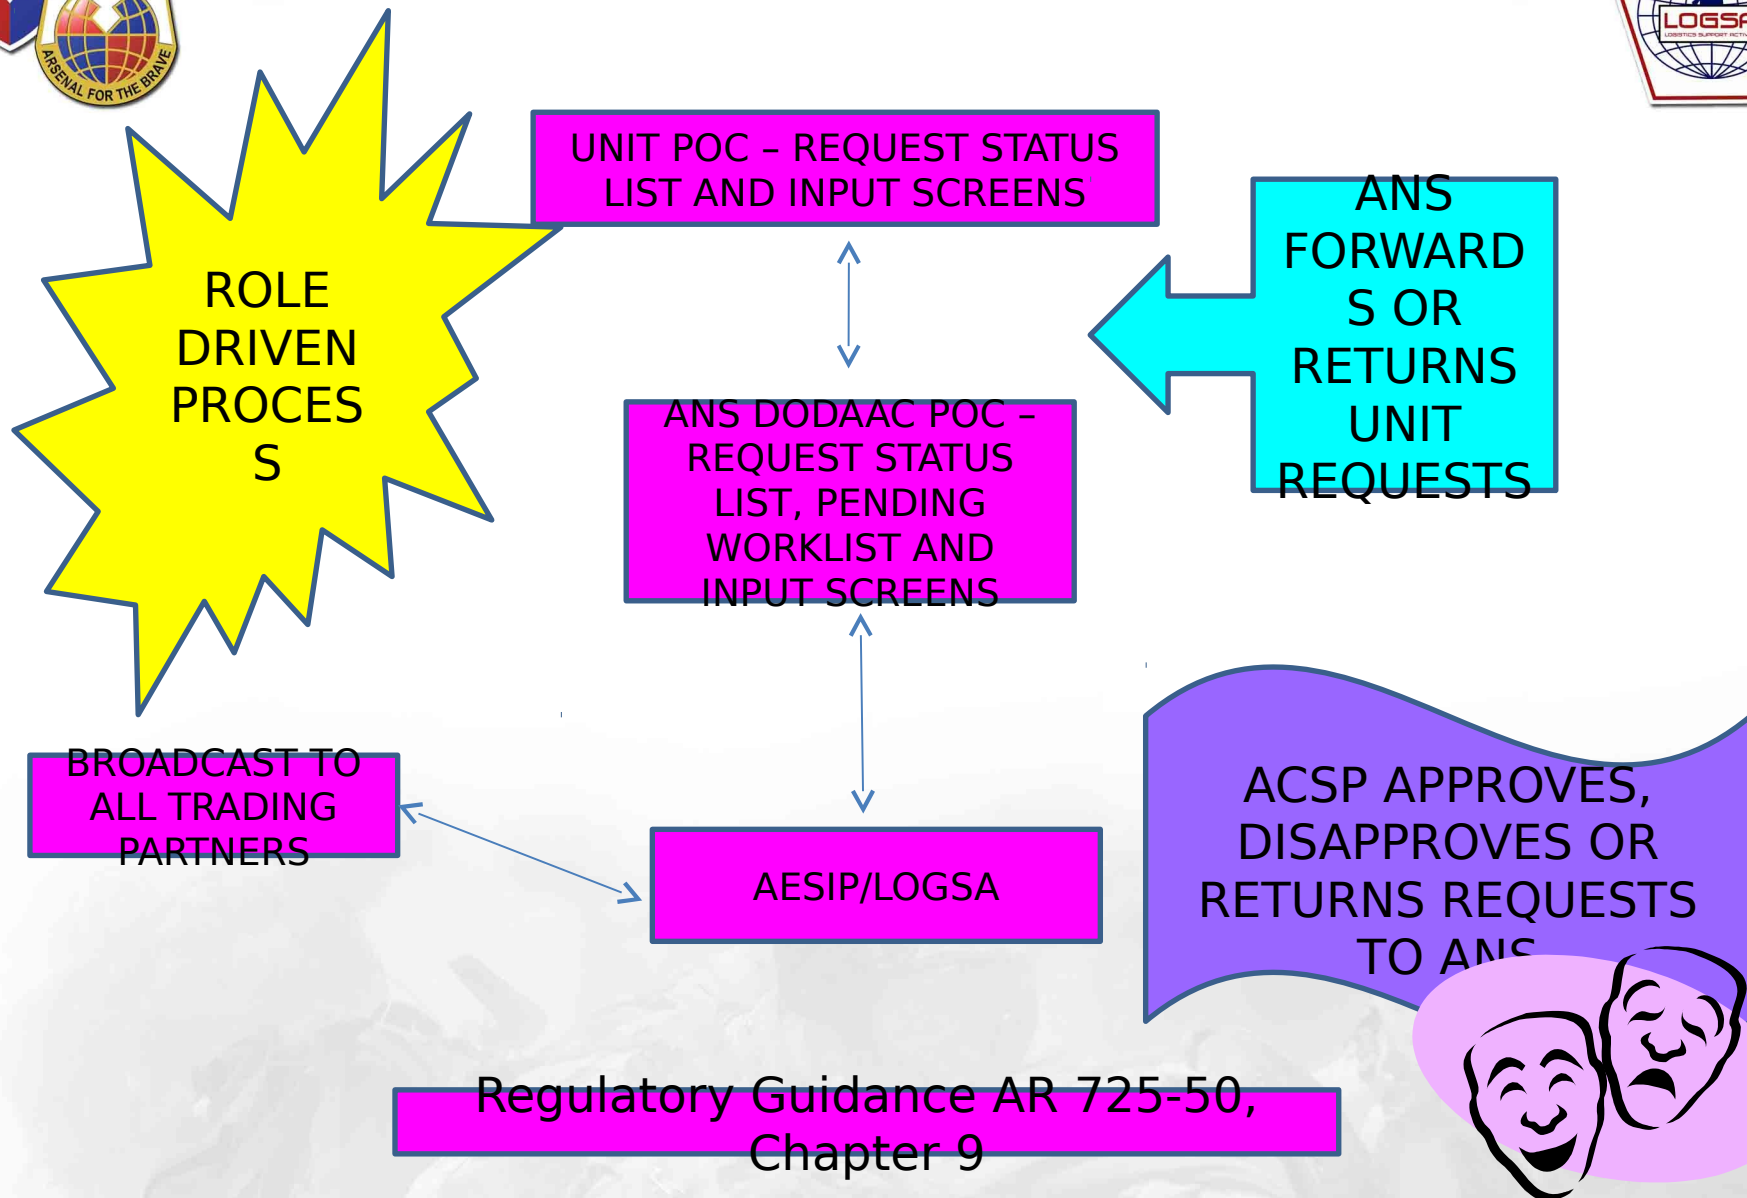 ARSENAL FOR THE BRAVE
LOGISTICS SUPPORT
UNIT POC – REQUEST STATUS
LIST AND INPUT SCREENS
ANS
FORWARD
S OR
RETURNS
UNIT
REQUESTS
ROLE
DRIVEN
PROCES
S
ANS DODAAC POC –
REQUEST STATUS
LIST, PENDING
WORKLIST AND
INPUT SCREENS
BROADCAST TO
ALL TRADING
PARTNERS
AESIP/LOGSA
ACSP APPROVES,
DISAPPROVES OR
RETURNS REQUESTS
TO ANS
Regulatory Guidance AR 725-50,
Chapter 9